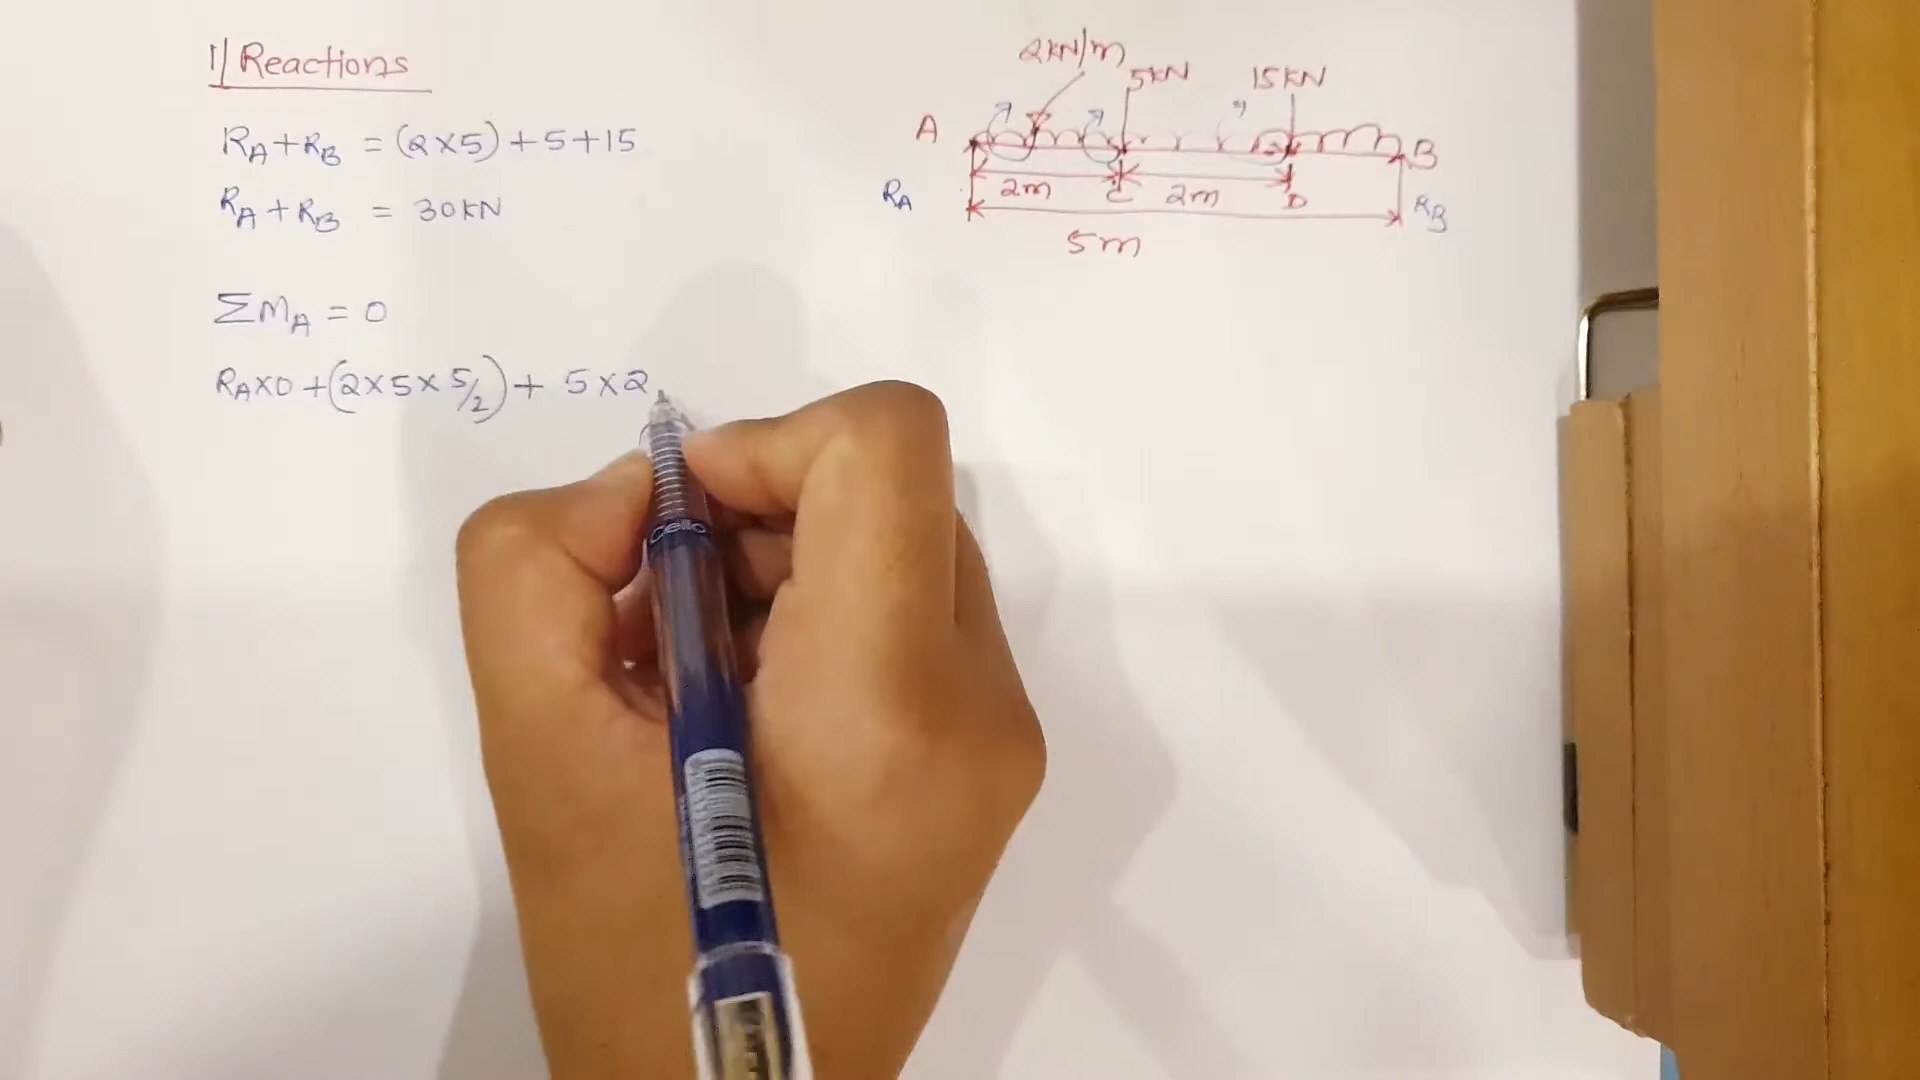 1) Reactions
RA+RB = (2×5)+5+15
RA+RB = 30KN
ΣMA = 0
RA×0 +(2×5×5/2)+ 5×2
2KN/m
5KN
15KN
A
B
2m
C
2m
D
RA
RB
5m
cello